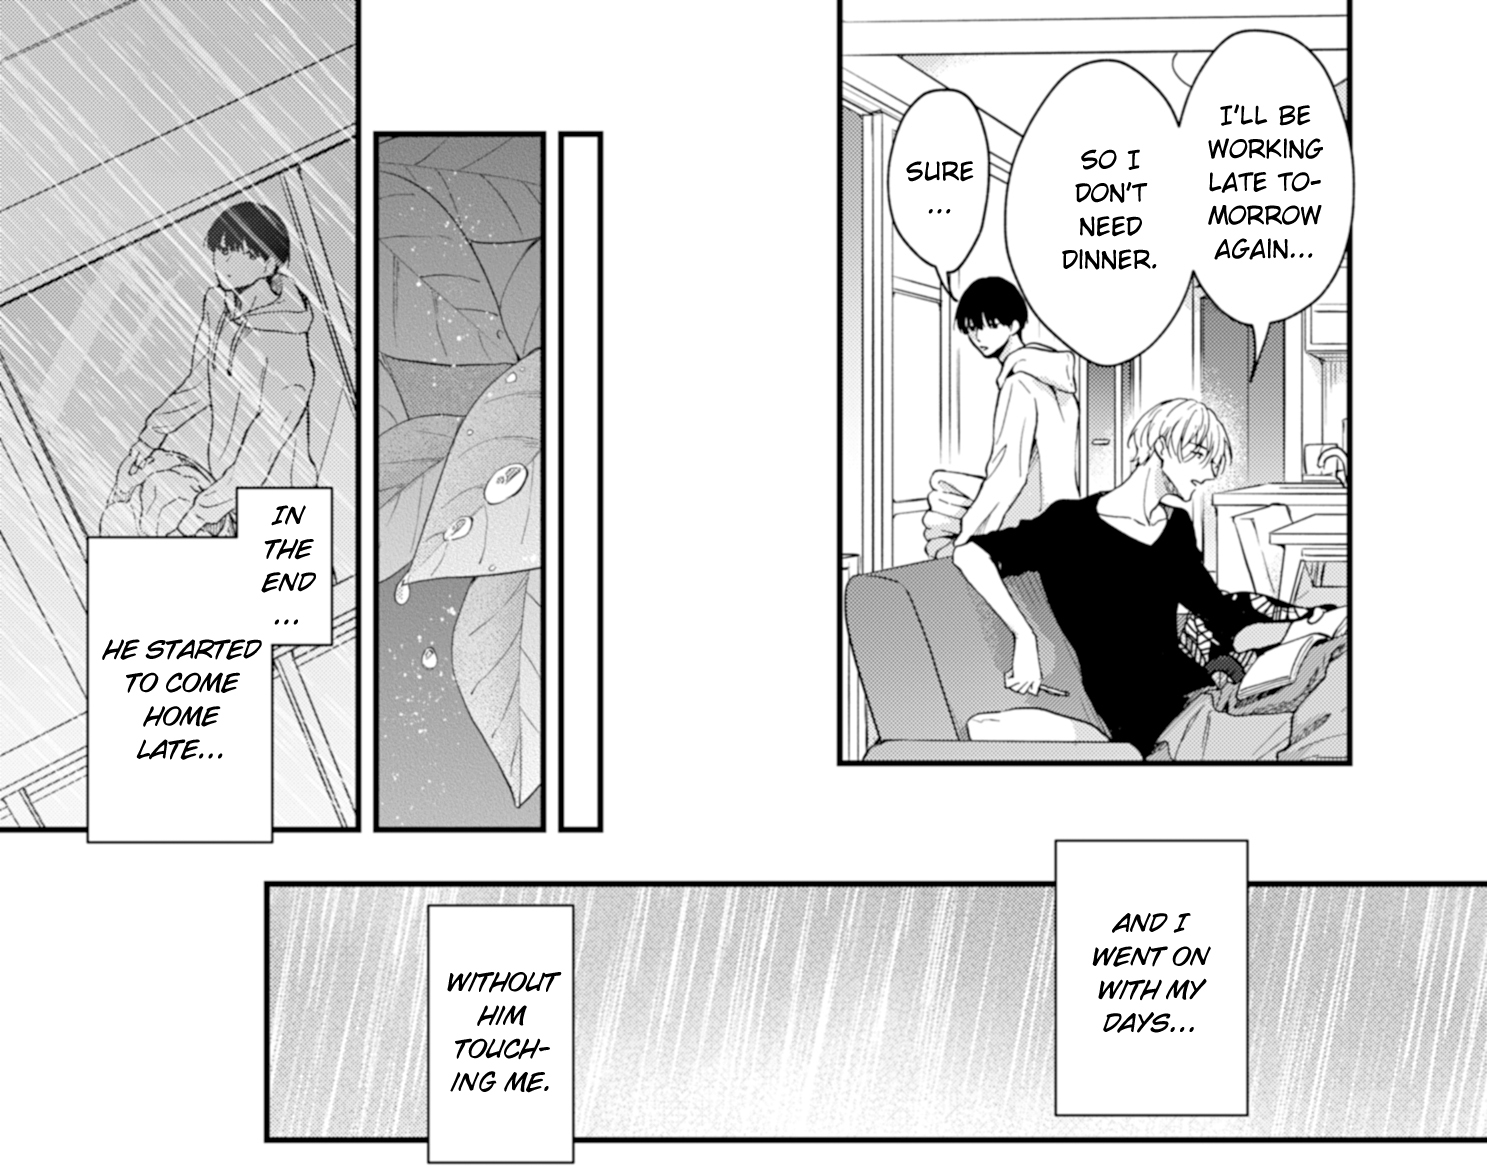 I'LL BE
WORKING
LATE TO-
MORROW
AGAIN...
SO I
DON'T
NEED
DINNER.
SURE
...
IN
THE
END
...
HE STARTED
TO COME
HOME
LATE...
AND I
WENT ON
WITH MY
DAYS...
WITHOUT
HIM
TOUCH-
ING ME.